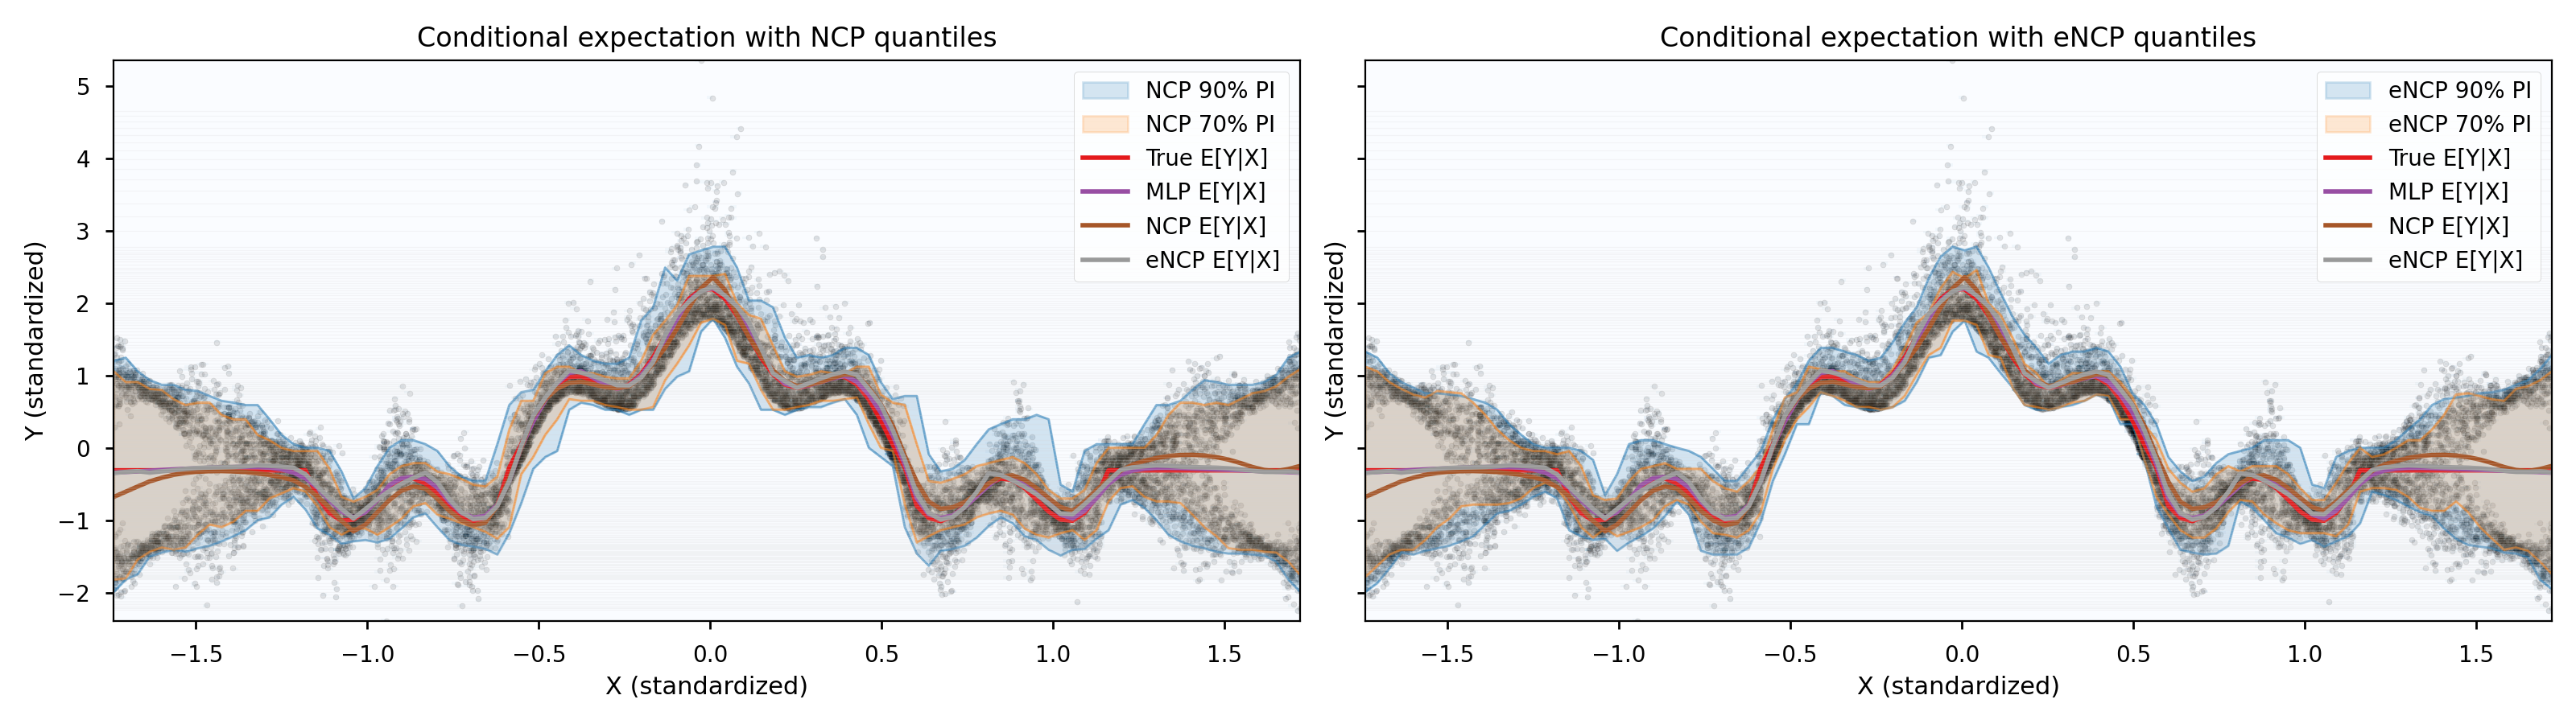 Conditional expectation with NCP quantiles
Y (standardized)
5
4
3
2
1
0
−1
−2
NCP 90% PI
NCP 70% PI
True E[Y|X]
MLP E[Y|X]
NCP E[Y|X]
eNCP E[Y|X]
−1.5 −1.0 −0.5 0.0 0.5 1.0 1.5
X (standardized)
Conditional expectation with eNCP quantiles
Y (standardized)
eNCP 90% PI
eNCP 70% PI
True E[Y|X]
MLP E[Y|X]
NCP E[Y|X]
eNCP E[Y|X]
−1.5 −1.0 −0.5 0.0 0.5 1.0 1.5
X (standardized)